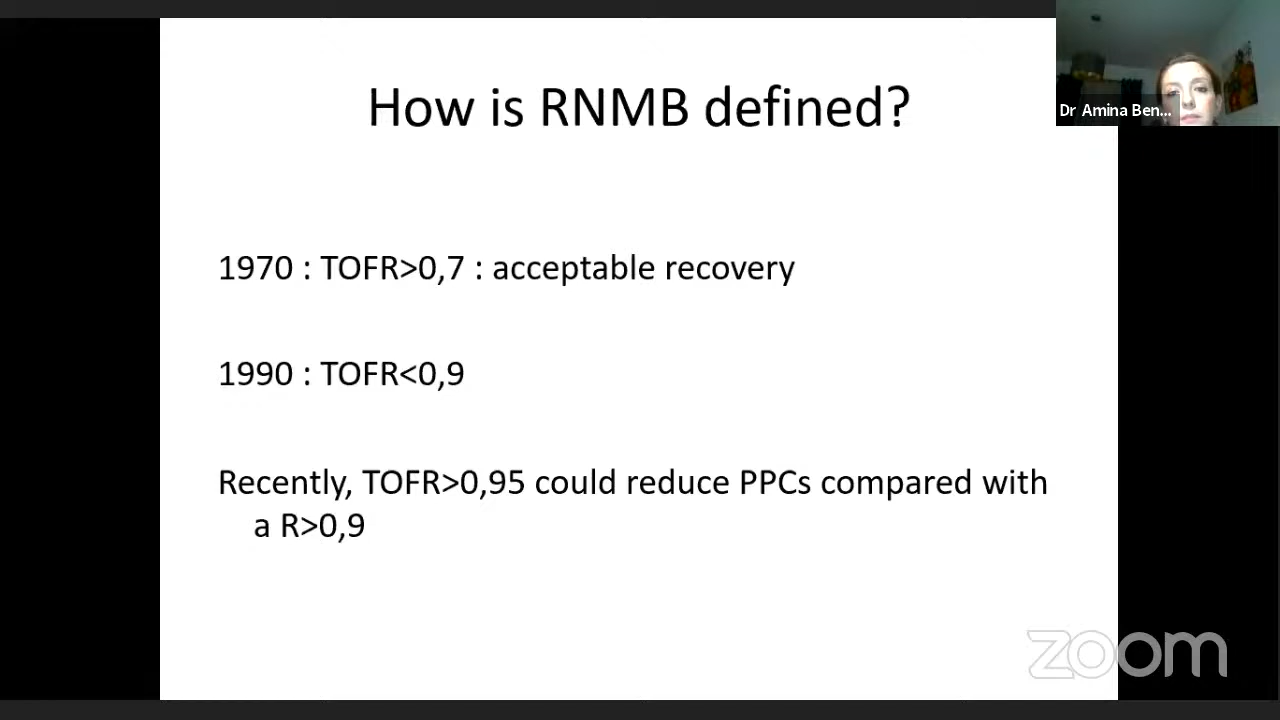 How is RNMB defined?
Dr Amina Ben...
1970 : TOFR>0,7 : acceptable recovery
1990 : TOFR<0,9
Recently, TOFR>0,95 could reduce PPCs compared with
a R>0,9
zoom